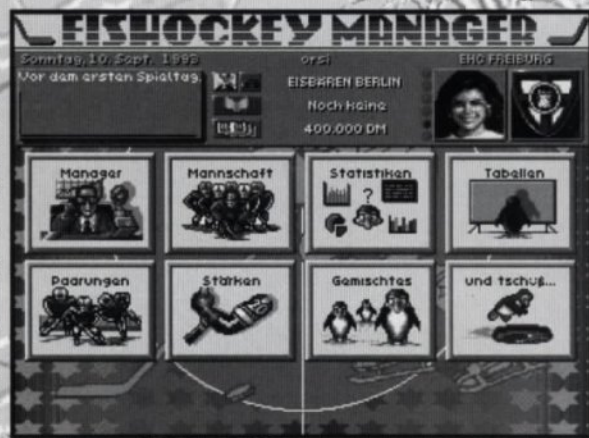 EISHOCKEY MANAGER
Sonntag, 10. Sept. 1993
orsi
EHC FREIBURG
Vor dem ersten Spieltag.
EISBÄREN BERLIN
Noch keine
400.000 DM
Manager
Mannschaft
Statistiken
?
Tabellen
Paarungen
Stärken
Gemischtes
und tschüß...